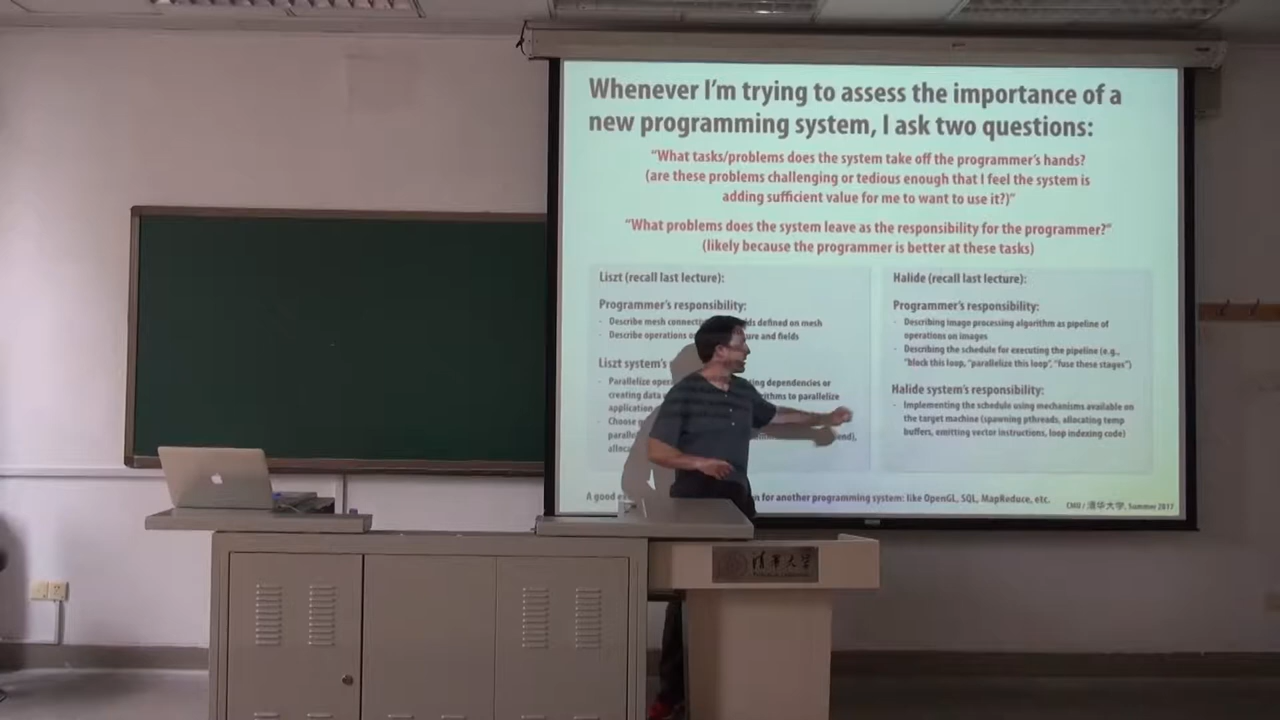 Whenever I'm trying to assess the importance of a
new programming system, I ask two questions:
"What tasks/problems does the system take off the programmer's hands?
(are these problems challenging or tedious enough that I feel the system is
adding sufficient value for me to want to use it?)"
"What problems does the system leave as the responsibility for the programmer?"
(likely because the programmer is better at these tasks)
Liszt (recall last lecture):
Programmer's responsibility:
- Describe mesh connecti ds defined on mesh
- Describe operations o ure and fields
Liszt system's
- Parallelize oper ing dependencies or
creating data rithms to parallelize
application
- Choose
parall end),
alloca
Halide (recall last lecture):
Programmer's responsibility:
- Describing image processing algorithm as pipeline of
operations on images
- Describing the schedule for executing the pipeline (e.g.,
"block this loop, "parallelize this loop", "fuse these stages")
Halide system's responsibility:
- Implementing the schedule using mechanisms available on
the target machine (spawning pthreads, allocating temp
buffers, emitting vector instructions, loop indexing code)
A good e n for another programming system: like OpenGL, SQL, MapReduce, etc.
CMU / 清华大学, Summer 2017
清华大学